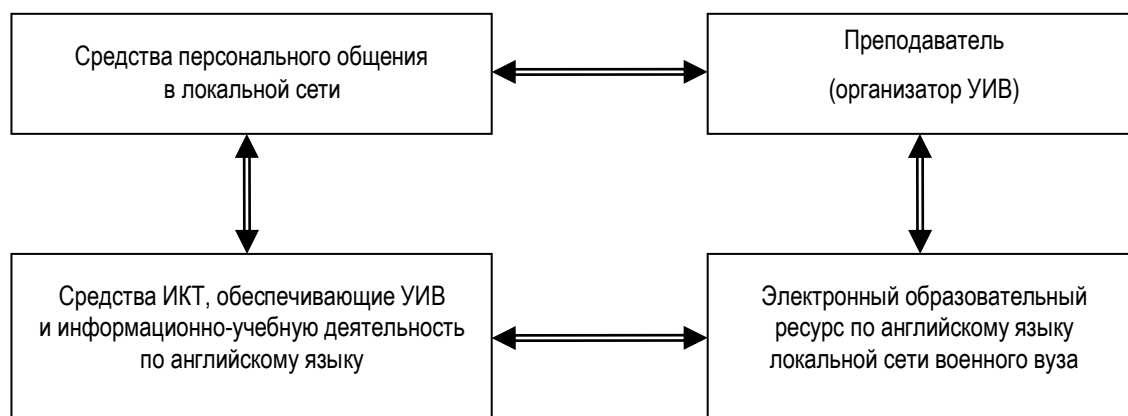 Средства персонального общения
в локальной сети
Преподаватель
(организатор УИВ)
Средства ИКТ, обеспечивающие УИВ
и информационно-учебную деятельность
по английскому языку
Электронный образовательный
ресурс по английскому языку
локальной сети военного вуза